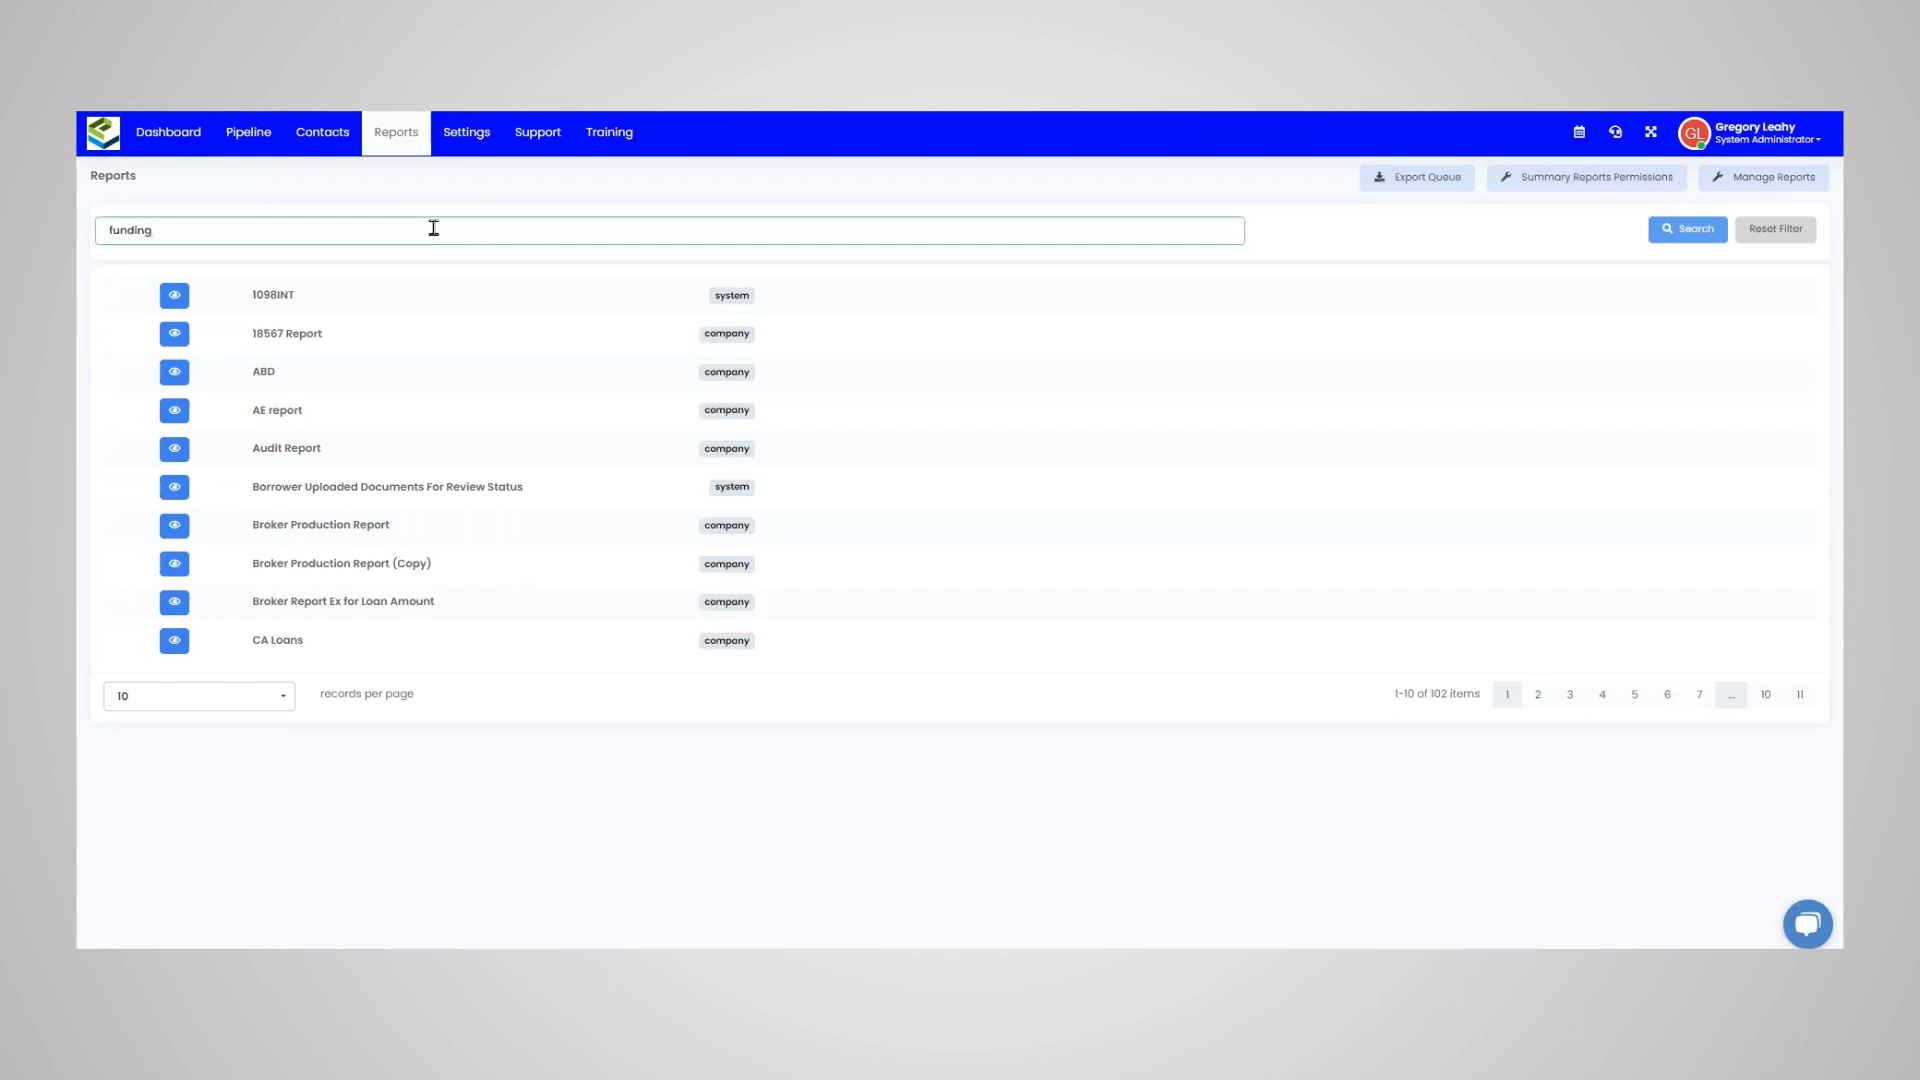 Dashboard Pipeline Contacts Reports Settings Support Training
GL Gregory Leahy
System Administrator
Reports
Export Queue Summary Reports Permissions Manage Reports
funding
Search Reset Filter
1098INT system
18567 Report company
ABD company
AE report company
Audit Report company
Borrower Uploaded Documents For Review Status system
Broker Production Report company
Broker Production Report (Copy) company
Broker Report Ex for Loan Amount company
CA Loans company
10 records per page 1-10 of 102 items 1 2 3 4 5 6 7 ... 10 11